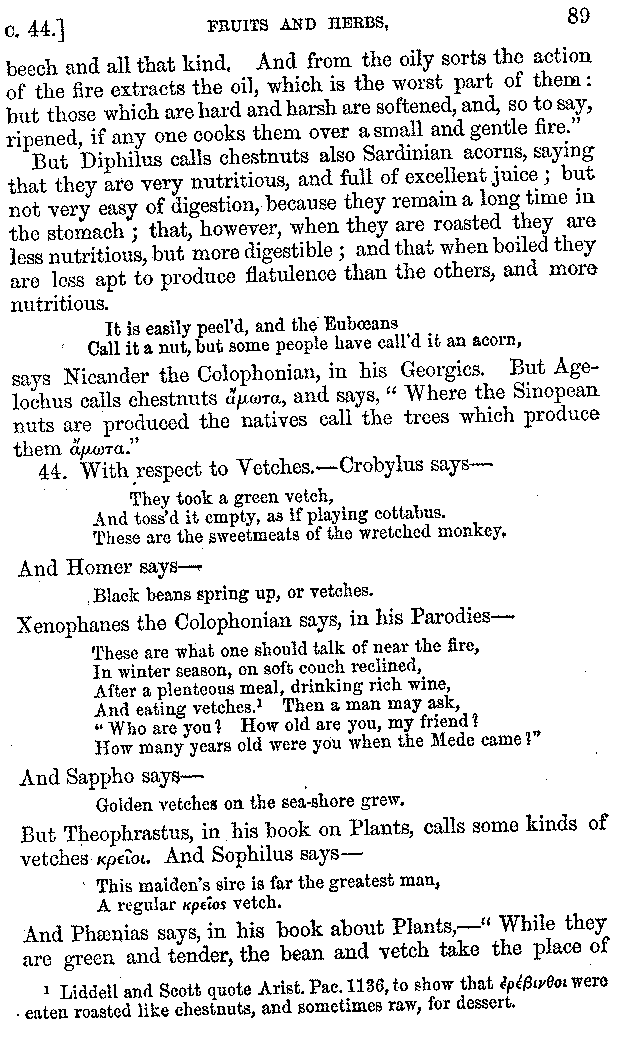 c. 44.] FRUITS AND HERBS. 89
beech and all that kind. And from the oily sorts the action
of the fire extracts the oil, which is the worst part of them:
but those which are hard and harsh are softened, and, so to say,
ripened, if any one cooks them over a small and gentle fire.”
But Diphilus calls chestnuts also Sardinian acorns, saying
that they are very nutritious, and full of excellent juice; but
not very easy of digestion, because they remain a long time in
the stomach; that, however, when they are roasted they are
less nutritious, but more digestible; and that when boiled they
are less apt to produce flatulence than the others, and more
nutritious.
It is easily peel'd, and the Eubœans
Call it a nut, but some people have call'd it an acorn,
says Nicander the Colophonian, in his Georgics. But Age-
lochus calls chestnuts ἄμωτα, and says, “ Where the Sinopean
nuts are produced the natives call the trees which produce
them ἄμωτα.”
44. With respect to Vetches.—Crobylus says—
They took a green vetch,
And toss'd it empty, as if playing cottabus.
These are the sweetmeats of the wretched monkey.
And Homer says—
Black beans spring up, or vetches.
Xenophanes the Colophonian says, in his Parodies—
These are what one should talk of near the fire,
In winter season, on soft couch reclined,
After a plenteous meal, drinking rich wine,
And eating vetches.¹ Then a man may ask,
“ Who are you? How old are you, my friend?
How many years old were you when the Mede came?”
And Sappho says—
Golden vetches on the sea-shore grew.
But Theophrastus, in his book on Plants, calls some kinds of
vetches κρεῖοι. And Sophilus says—
This maiden's sire is far the greatest man,
A regular κρεῖος vetch.
And Phænias says, in his book about Plants,—“ While they
are green and tender, the bean and vetch take the place of
¹ Liddell and Scott quote Arist. Pac. 1136, to show that ἐρέβινθοι were
eaten roasted like chestnuts, and sometimes raw, for dessert.